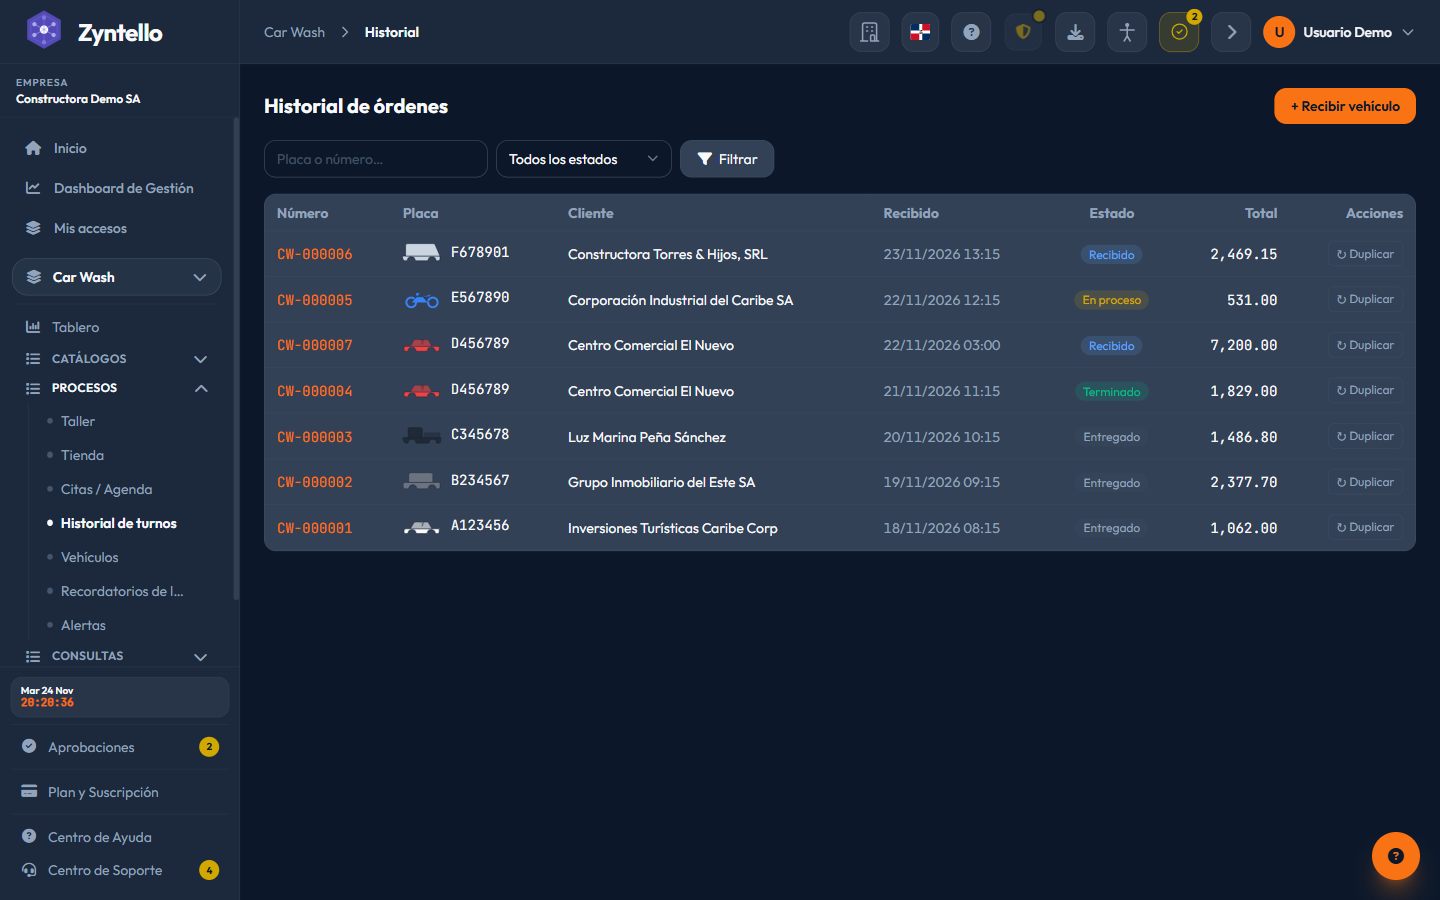 Zyntello
Car Wash > Historial
2
U
Usuario Demo
EMPRESA
Constructora Demo SA
Inicio
Dashboard de Gestión
Mis accesos
Car Wash
Tablero
CATÁLOGOS
PROCESOS
Taller
Tienda
Citas / Agenda
Historial de turnos
Vehículos
Recordatorios de l...
Alertas
CONSULTAS
Mar 24 Nov
20:20:36
Aprobaciones 2
Plan y Suscripción
Centro de Ayuda
Centro de Soporte 4
Historial de órdenes
+ Recibir vehículo
Placa o número...
Todos los estados
Filtrar
Número Placa Cliente Recibido Estado Total Acciones
CW-000006 F678901 Constructora Torres & Hijos, SRL 23/11/2026 13:15 Recibido 2,469.15 ↻ Duplicar
CW-000005 E567890 Corporación Industrial del Caribe SA 22/11/2026 12:15 En proceso 531.00 ↻ Duplicar
CW-000007 D456789 Centro Comercial El Nuevo 22/11/2026 03:00 Recibido 7,200.00 ↻ Duplicar
CW-000004 D456789 Centro Comercial El Nuevo 21/11/2026 11:15 Terminado 1,829.00 ↻ Duplicar
CW-000003 C345678 Luz Marina Peña Sánchez 20/11/2026 10:15 Entregado 1,486.80 ↻ Duplicar
CW-000002 B234567 Grupo Inmobiliario del Este SA 19/11/2026 09:15 Entregado 2,377.70 ↻ Duplicar
CW-000001 A123456 Inversiones Turísticas Caribe Corp 18/11/2026 08:15 Entregado 1,062.00 ↻ Duplicar